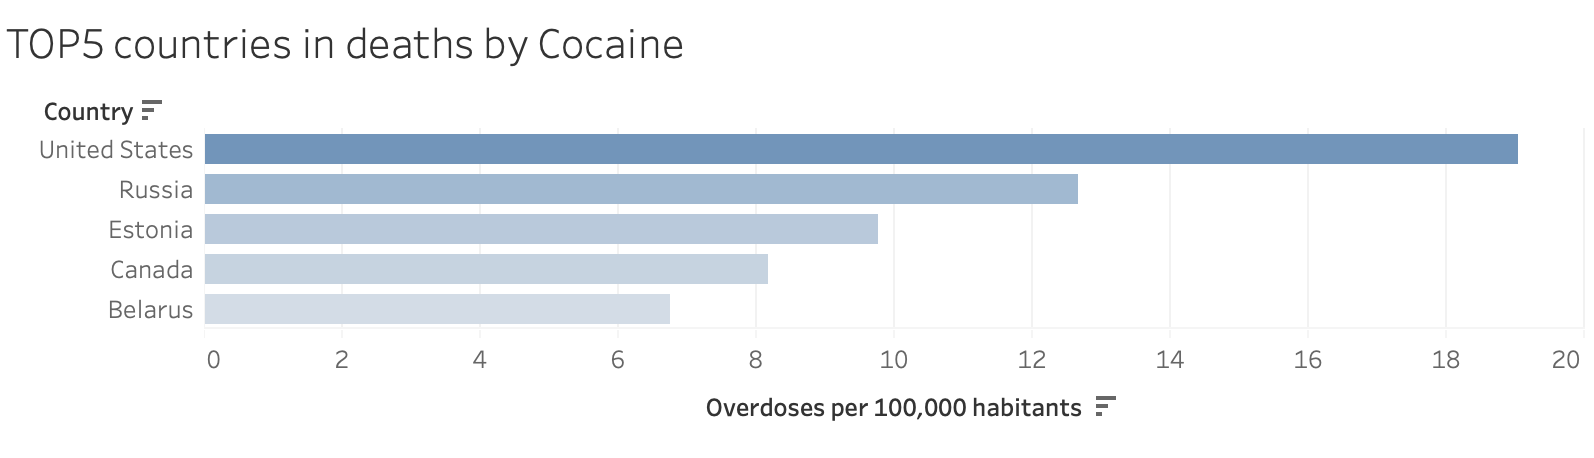 TOP5 countries in deaths by Cocaine
Country
United States
Russia
Estonia
Canada
Belarus
0 2 4 6 8 10 12 14 16 18 20
Overdoses per 100,000 habitants